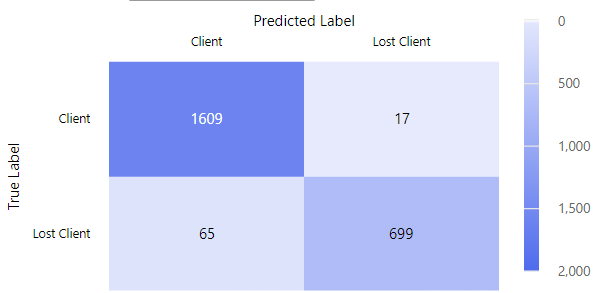 Predicted Label
Client
Lost Client
True Label
Client
1609
17
Lost Client
65
699
0
500
1,000
1,500
2,000